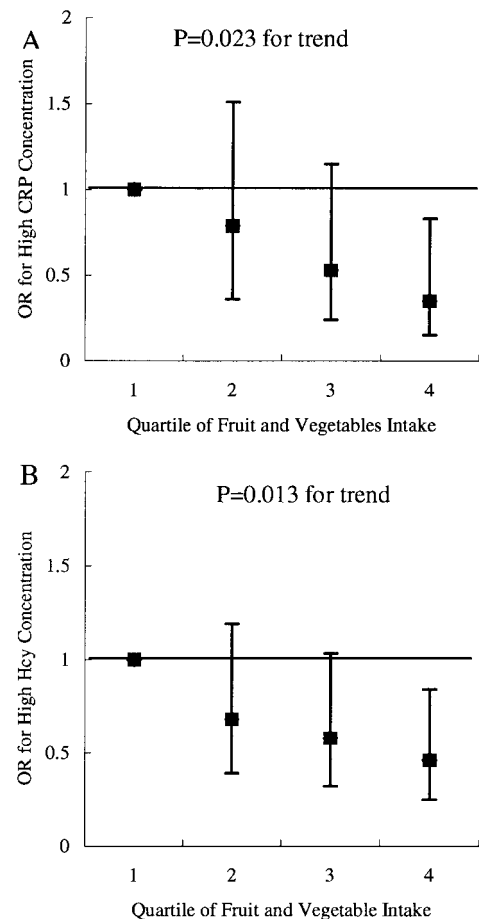 A
P=0.023 for trend
OR for High CRP Concentration
2
1.5
1
0.5
0
1 2 3 4
Quartile of Fruit and Vegetables Intake
B
P=0.013 for trend
OR for High Hcy Concentration
2
1.5
1
0.5
0
1 2 3 4
Quartile of Fruit and Vegetable Intake